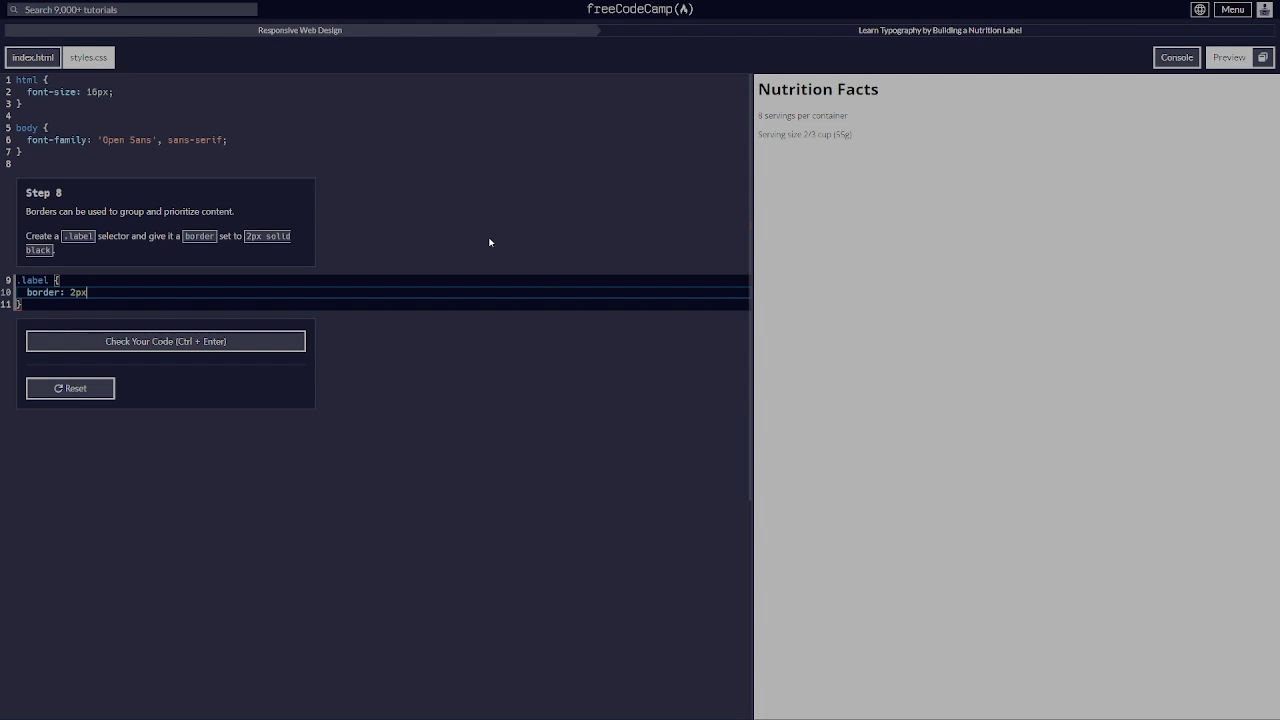 Search 9,000+ tutorials
freeCodeCamp
Menu
Responsive Web Design
Learn Typography by Building a Nutrition Label
index.html
styles.css
Console
Preview
1 html {
2 font-size: 16px;
3 }
4
5 body {
6 font-family: 'Open Sans', sans-serif;
7 }
8
Step 8
Borders can be used to group and prioritize content.
Create a .label selector and give it a border set to 2px solid
black.
9 .label {
10 border: 2px
11 }
Check Your Code (Ctrl + Enter)
Reset
Nutrition Facts
8 servings per container
Serving size 2/3 cup (55g)